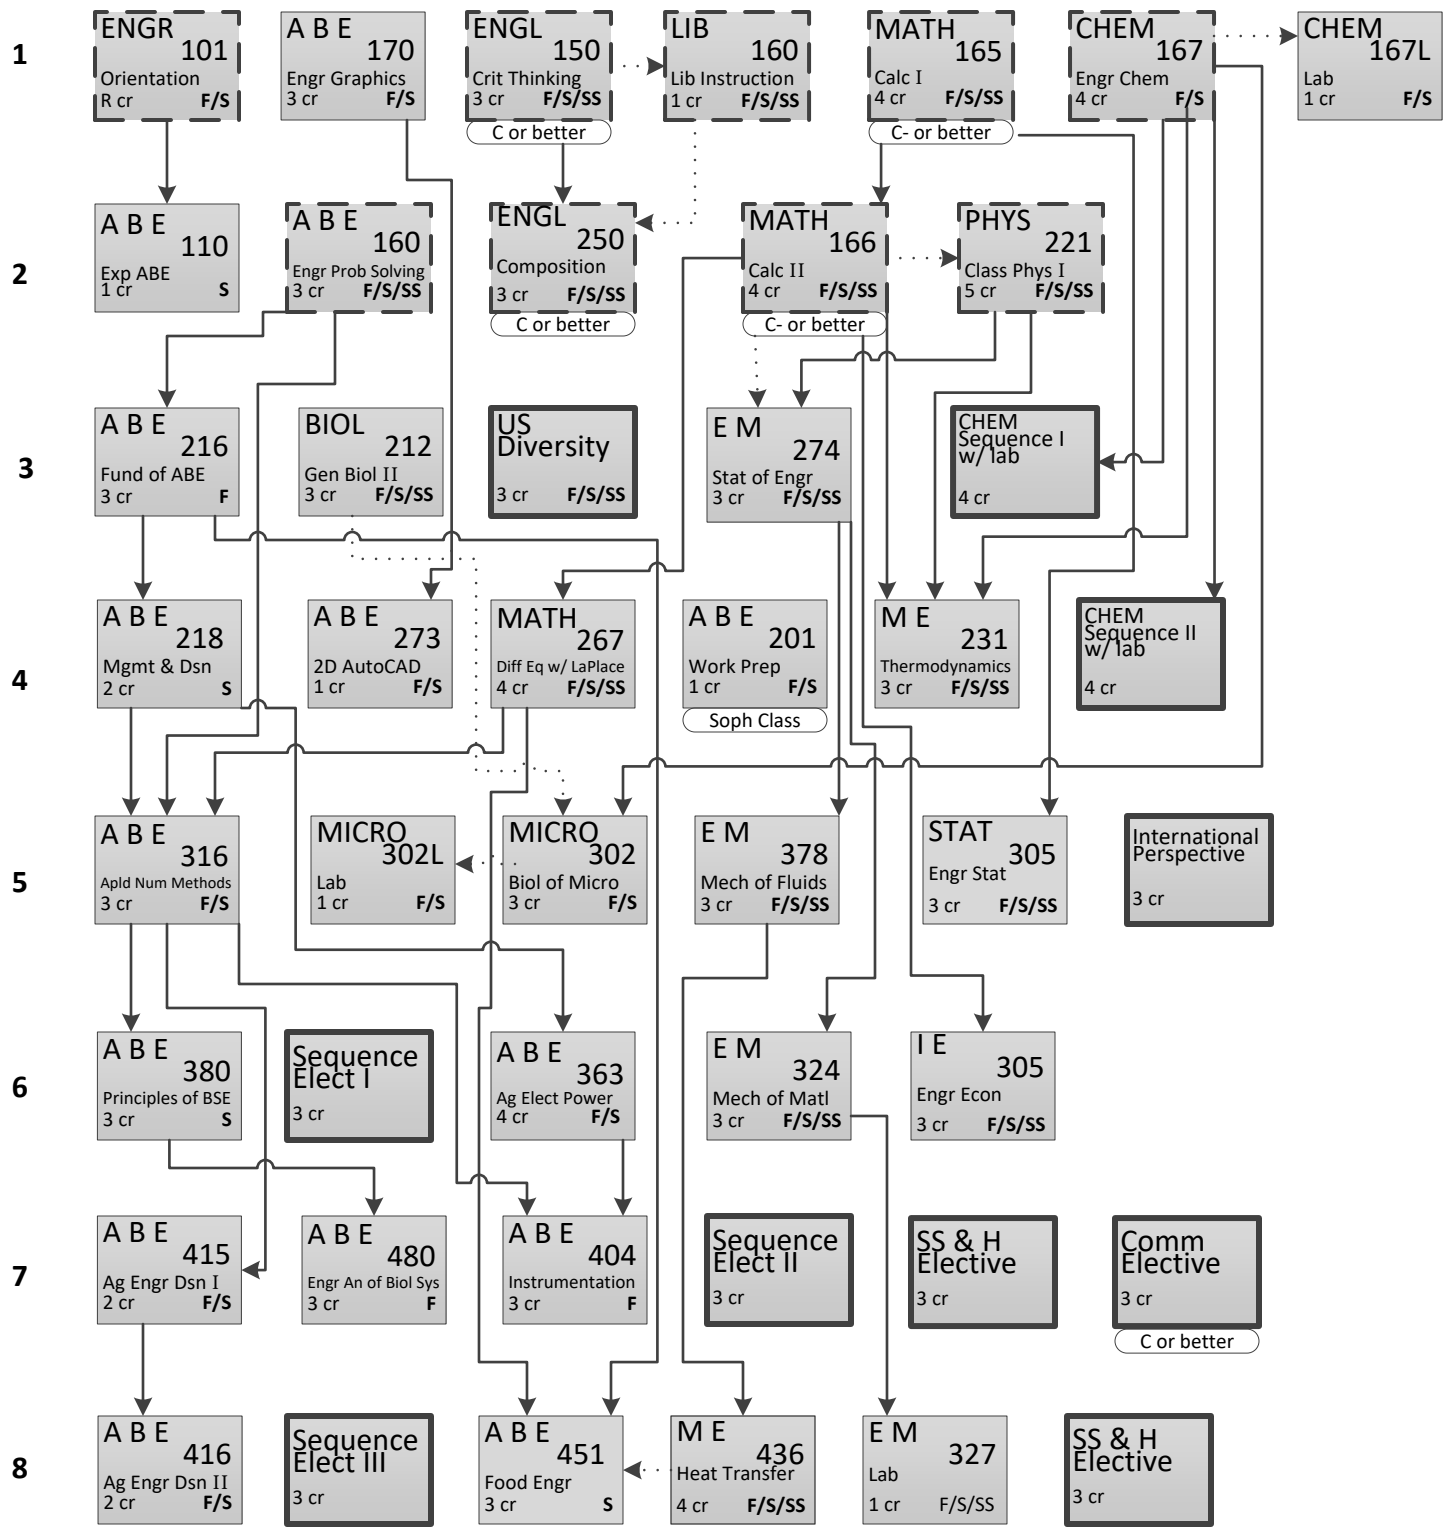 1
ENGR
101
Orientation
R cr F/S
A B E
170
Engr Graphics
3 cr F/S
ENGL
150
Crit Thinking
3 cr F/S/SS
C or better
LIB
160
Lib Instruction
1 cr F/S/SS
MATH
165
Calc I
4 cr F/S/SS
C- or better
CHEM
167
Engr Chem
4 cr F/S
CHEM
167L
Lab
1 cr F/S
2
A B E
110
Exp ABE
1 cr S
A B E
160
Engr Prob Solving
3 cr F/S/SS
ENGL
250
Composition
3 cr F/S/SS
C or better
MATH
166
Calc II
4 cr F/S/SS
C- or better
PHYS
221
Class Phys I
5 cr F/S/SS
3
A B E
216
Fund of ABE
3 cr F
BIOL
212
Gen Biol II
3 cr F/S/SS
US
Diversity
3 cr F/S/SS
E M
274
Stat of Engr
3 cr F/S/SS
CHEM
Sequence I
w/ lab
4 cr
4
A B E
218
Mgmt & Dsn
2 cr S
A B E
273
2D AutoCAD
1 cr F/S
MATH
267
Diff Eq w/ LaPlace
4 cr F/S/SS
A B E
201
Work Prep
1 cr F/S
Soph Class
M E
231
Thermodynamics
3 cr F/S/SS
CHEM
Sequence II
w/ lab
4 cr
5
A B E
316
Apld Num Methods
3 cr F/S
MICRO
302L
Lab
1 cr F/S
MICRO
302
Biol of Micro
3 cr F/S
E M
378
Mech of Fluids
3 cr F/S/SS
STAT
305
Engr Stat
3 cr F/S/SS
International
Perspective
3 cr
6
A B E
380
Principles of BSE
3 cr S
Sequence
Elect I
3 cr
A B E
363
Ag Elect Power
4 cr F/S
E M
324
Mech of Matl
3 cr F/S/SS
I E
305
Engr Econ
3 cr F/S/SS
7
A B E
415
Ag Engr Dsn I
2 cr F/S
A B E
480
Engr An of Biol Sys
3 cr F
A B E
404
Instrumentation
3 cr F
Sequence
Elect II
3 cr
SS & H
Elective
3 cr
Comm
Elective
3 cr
C or better
8
A B E
416
Ag Engr Dsn II
2 cr F/S
Sequence
Elect III
3 cr
A B E
451
Food Engr
3 cr S
M E
436
Heat Transfer
4 cr F/S/SS
E M
327
Lab
1 cr F/S/SS
SS & H
Elective
3 cr